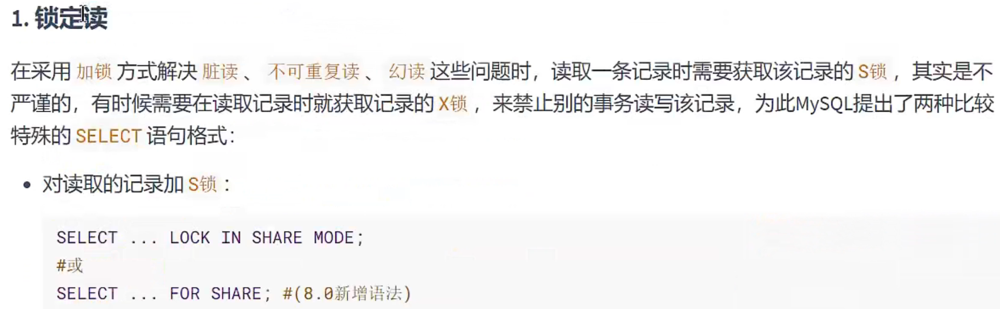 1. 锁定读
在采用 加锁 方式解决 脏读 、 不可重复读 、 幻读 这些问题时，读取一条记录时需要获取该记录的 S锁 ，其实是不
严谨的，有时候需要在读取记录时就获取记录的 X锁 ，来禁止别的事务读写该记录，为此MySQL提出了两种比较
特殊的 SELECT 语句格式：
• 对读取的记录加 S锁 ：
SELECT ... LOCK IN SHARE MODE;
#或
SELECT ... FOR SHARE; #(8.0新增语法)